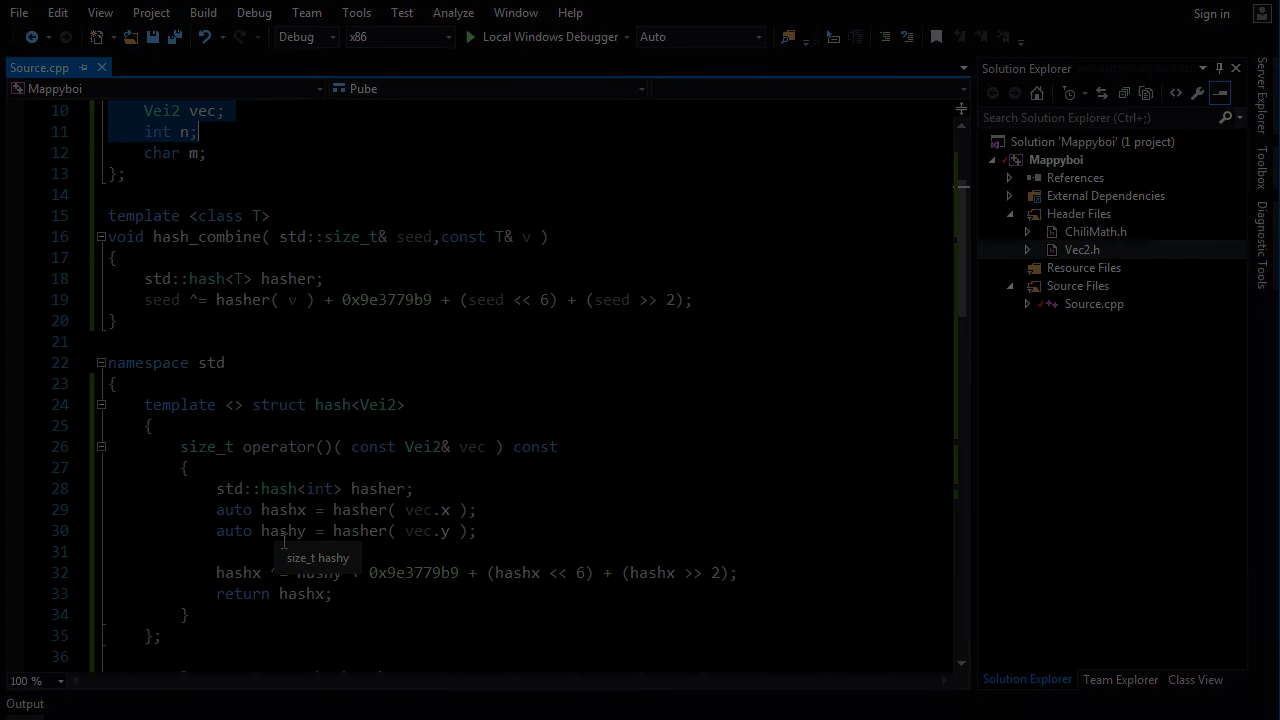 File Edit View Project Build Debug Team Tools Test Analyze Window Help Sign in
Debug x86 Local Windows Debugger Auto
Source.cpp
Mappyboi Pube
10 Vei2 vec;
11 int n;
12 char m;
13 };
14
15 template <class T>
16 void hash_combine( std::size_t& seed,const T& v )
17 {
18 std::hash<T> hasher;
19 seed ^= hasher( v ) + 0x9e3779b9 + (seed << 6) + (seed >> 2);
20 }
21
22 namespace std
23 {
24 template <> struct hash<Vei2>
25 {
26 size_t operator()( const Vei2& vec ) const
27 {
28 std::hash<int> hasher;
29 auto hashx = hasher( vec.x );
30 auto hashy = hasher( vec.y );
31
size_t hashy
32 hashx ^= hashy + 0x9e3779b9 + (hashx << 6) + (hashx >> 2);
33 return hashx;
34 }
35 };
36
100 %
Output
Solution Explorer
Search Solution Explorer (Ctrl+;)
Solution 'Mappyboi' (1 project)
Mappyboi
References
External Dependencies
Header Files
ChiliMath.h
Vec2.h
Resource Files
Source Files
Source.cpp
Solution Explorer Team Explorer Class View
Server Explorer
Toolbox
Diagnostic Tools